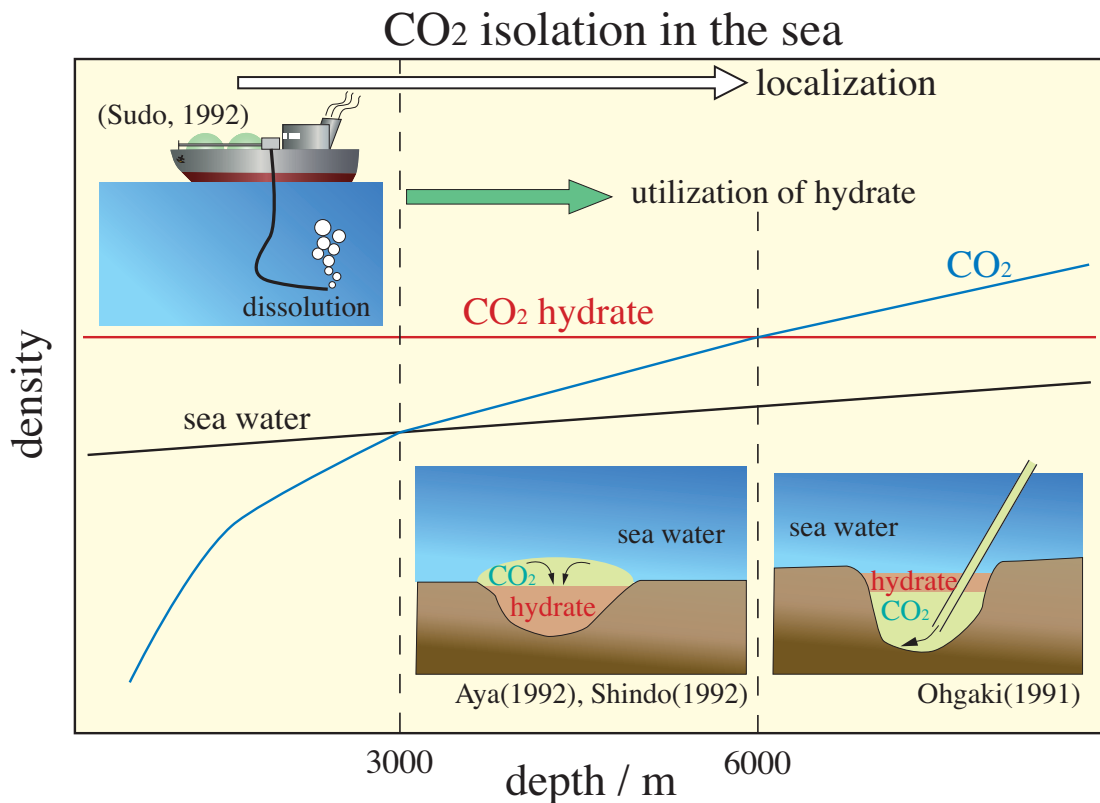 CO2 isolation in the sea
localization
(Sudo, 1992)
utilization of hydrate
dissolution
CO2
CO2 hydrate
sea water
density
sea water
CO2
hydrate
Aya(1992), Shindo(1992)
sea water
hydrate
CO2
Ohgaki(1991)
3000
6000
depth / m